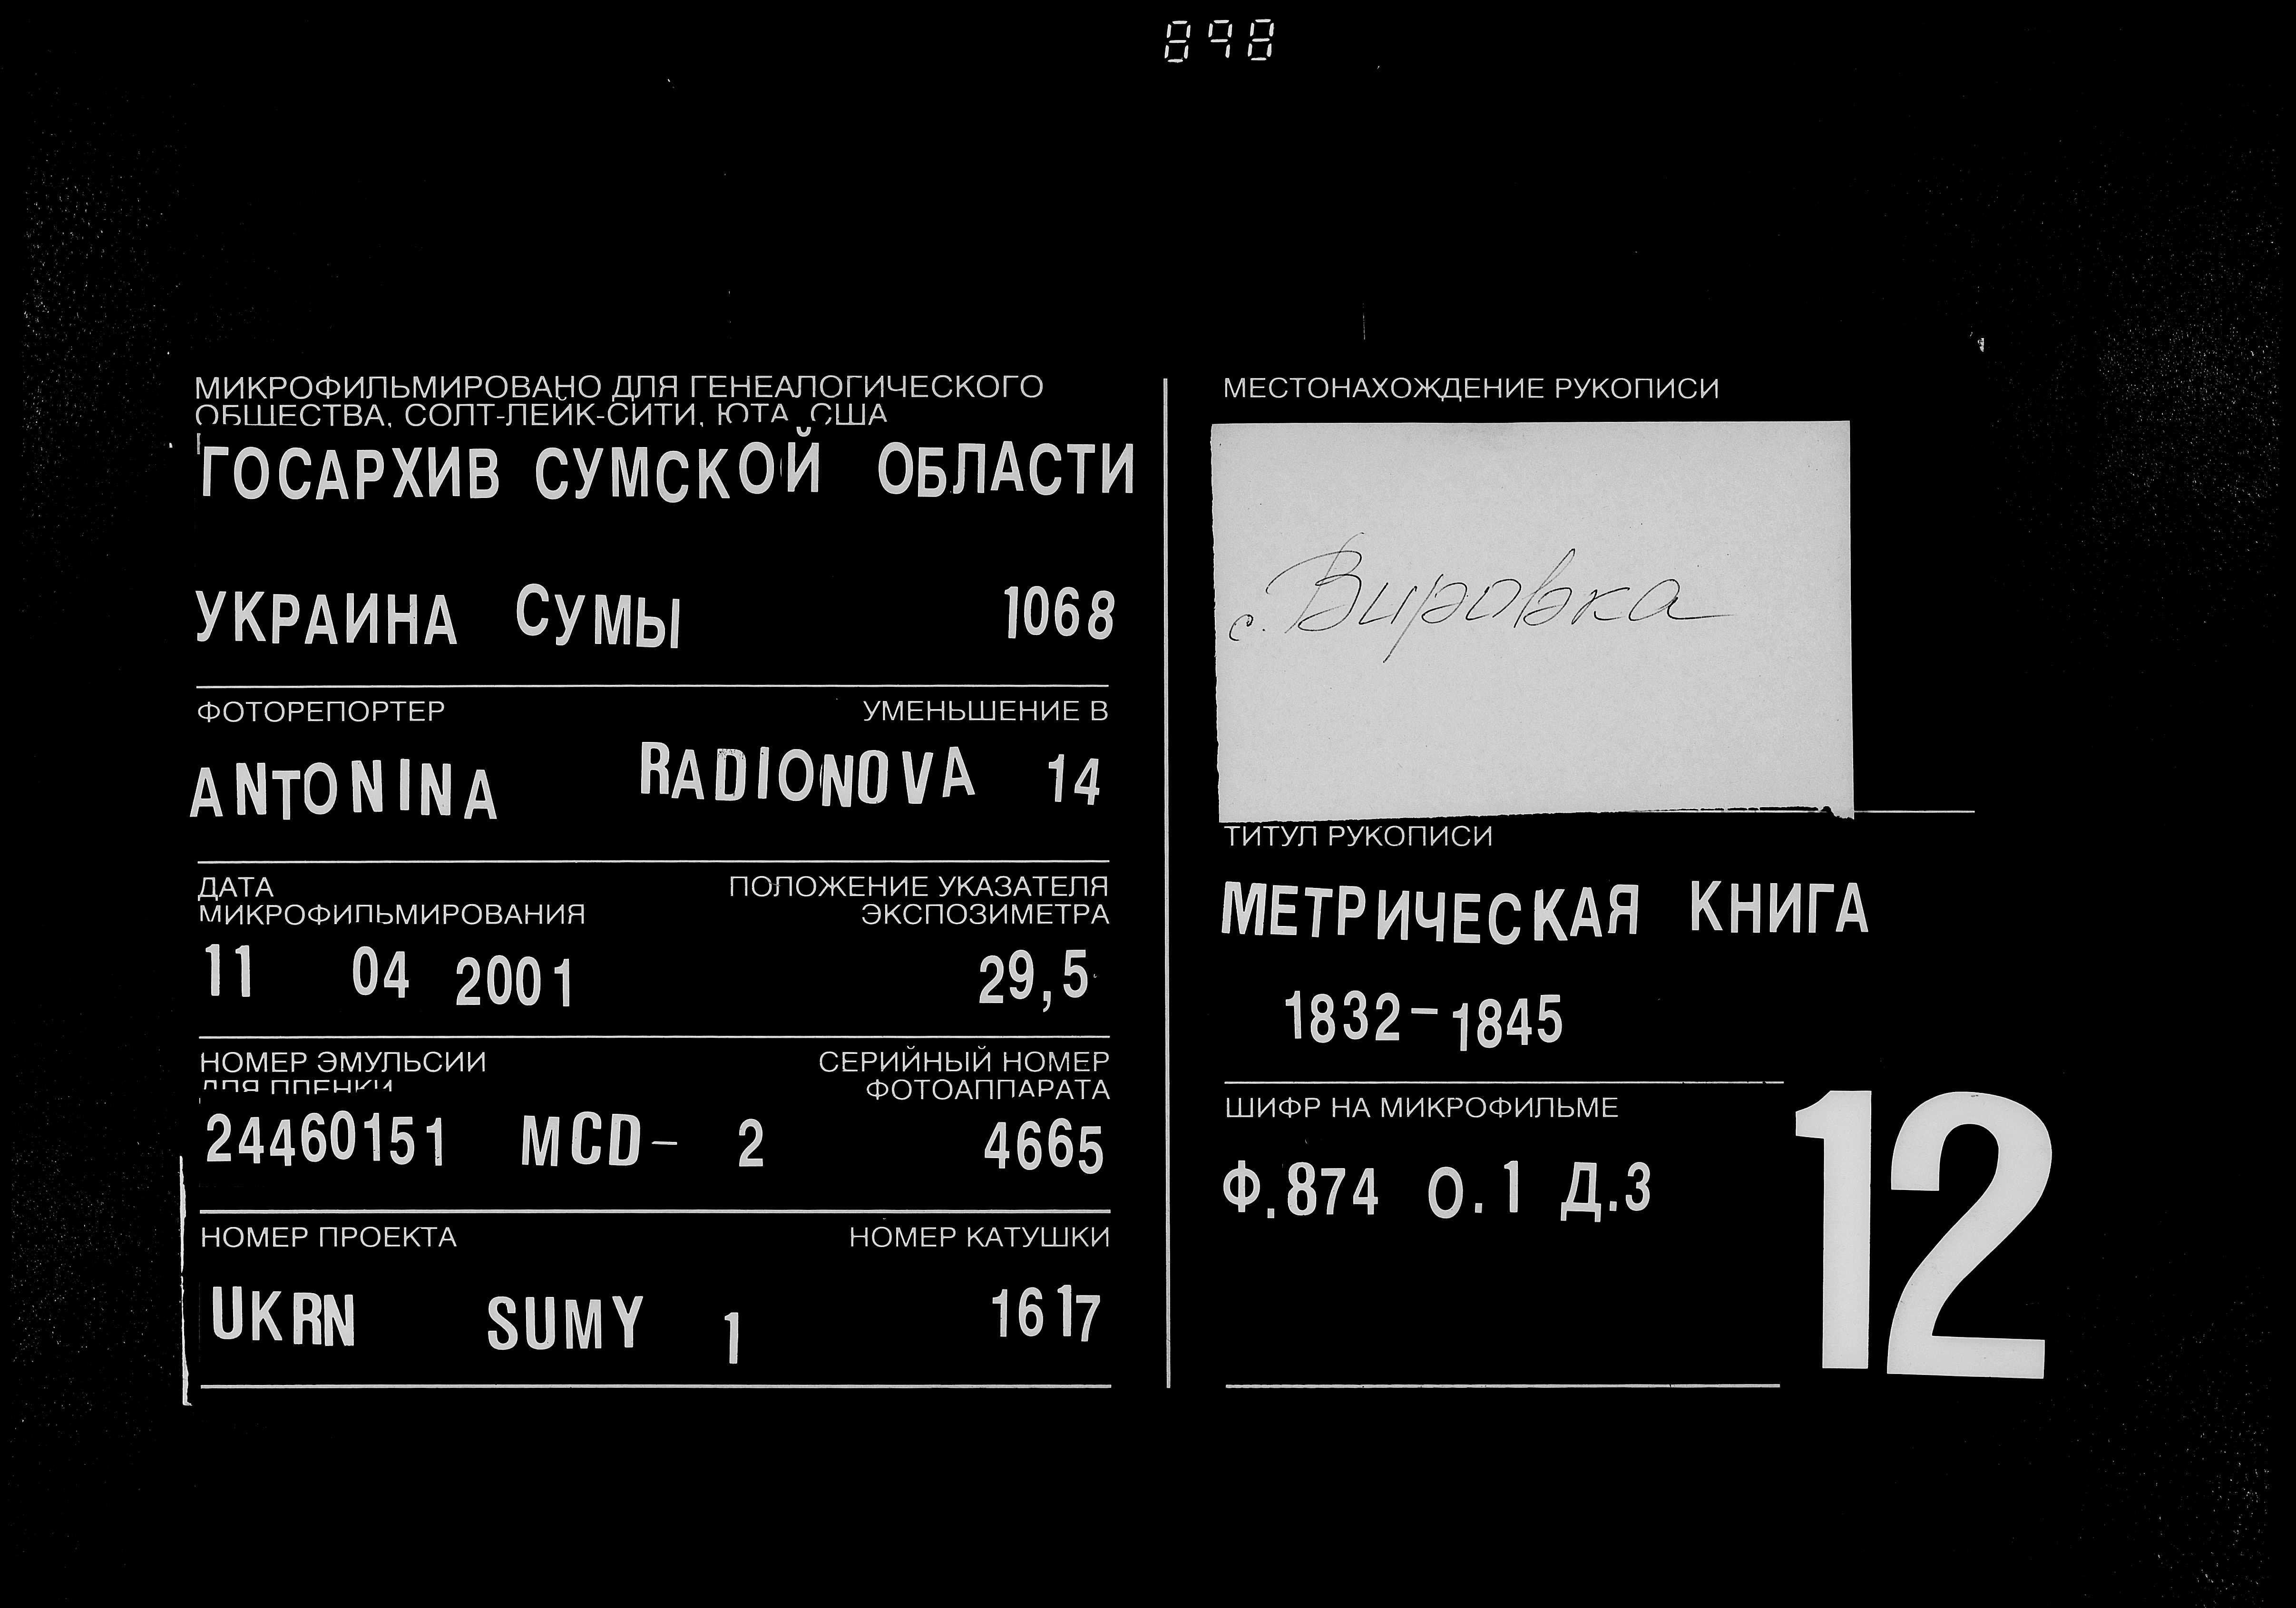 898
МИКРОФИЛЬМИРОВАНО ДЛЯ ГЕНЕАЛОГИЧЕСКОГО
ОБЩЕСТВА, СОЛТ-ЛЕЙК-СИТИ, ЮТА, США
ГОСАРХИВ СУМСКОЙ ОБЛАСТИ
УКРАИНА СУМЫ 1068
ФОТОРЕПОРТЕР УМЕНЬШЕНИЕ В
ANTONINA RADIONOVA 14
ДАТА ПОЛОЖЕНИЕ УКАЗАТЕЛЯ
МИКРОФИЛЬМИРОВАНИЯ ЭКСПОЗИМЕТРА
11 04 2001 29,5
НОМЕР ЭМУЛЬСИИ СЕРИЙНЫЙ НОМЕР
ДЛЯ ПЛЕНКИ ФОТОАППАРАТА
24460151 MCD- 2 4665
НОМЕР ПРОЕКТА НОМЕР КАТУШКИ
UKRN SUMY 1 1617
МЕСТОНАХОЖДЕНИЕ РУКОПИСИ
с. Вировка
ТИТУЛ РУКОПИСИ
МЕТРИЧЕСКАЯ КНИГА
1832-1845
ШИФР НА МИКРОФИЛЬМЕ
Ф.874 О.1 Д.3
12